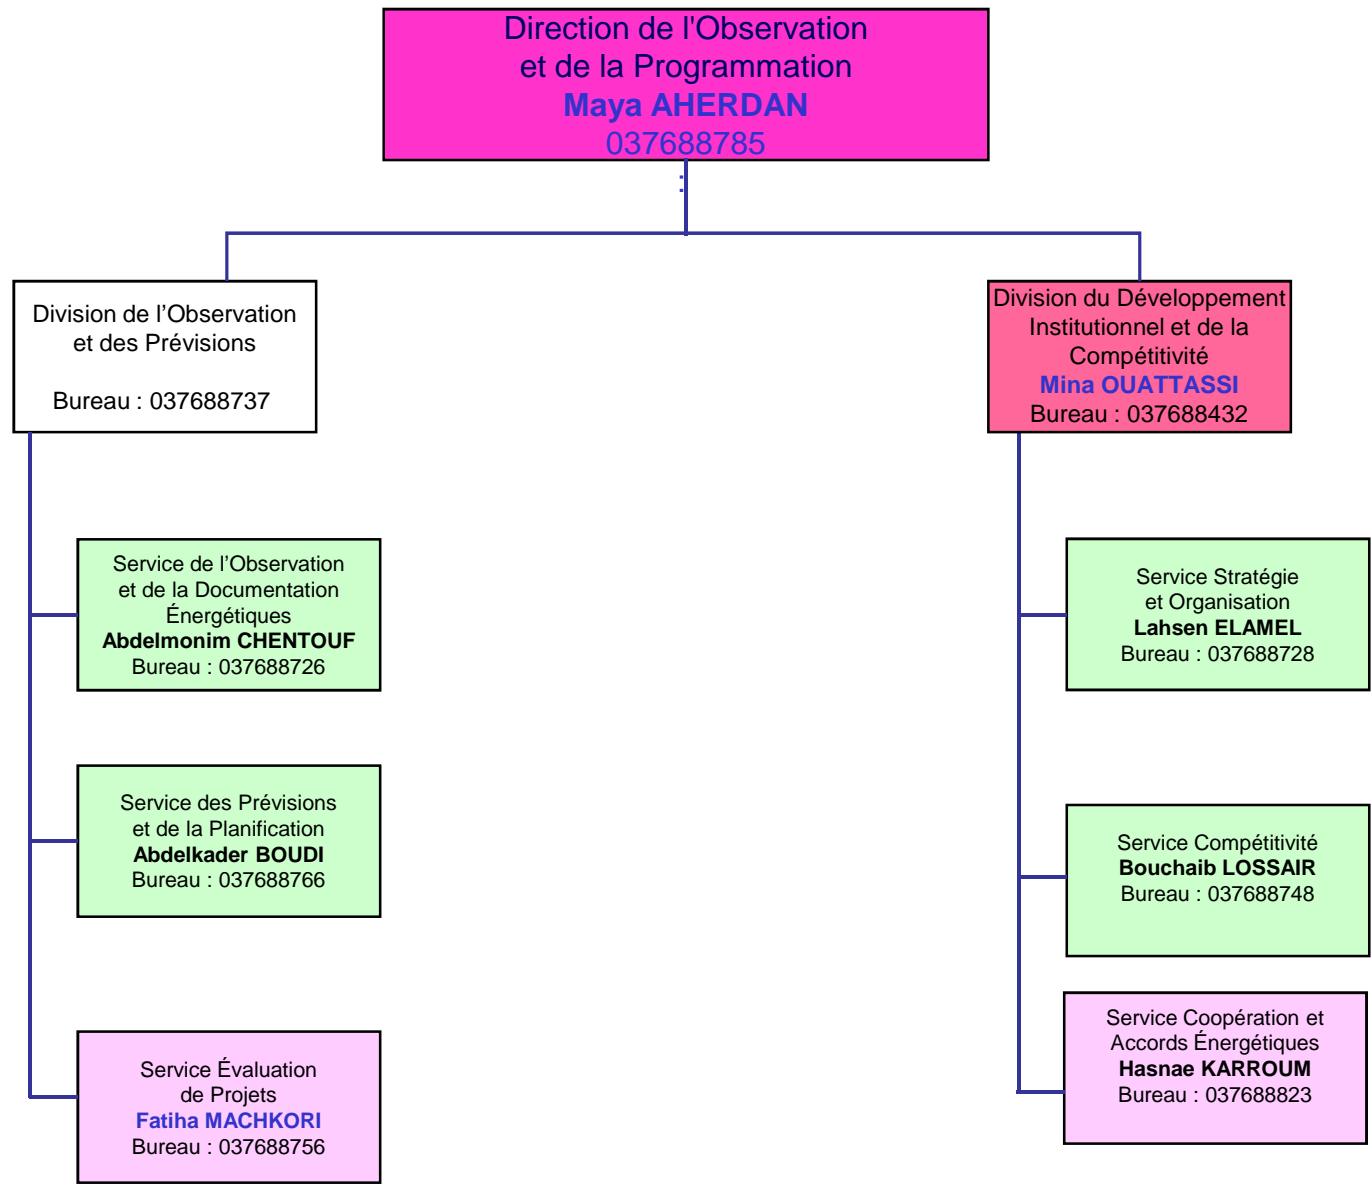 Direction de l'Observation
et de la Programmation
Maya AHERDAN
037688785
:
Division de l’Observation
et des Prévisions
Bureau : 037688737
Division du Développement
Institutionnel et de la
Compétitivité
Mina OUATTASSI
Bureau : 037688432
Service de l’Observation
et de la Documentation
Énergétiques
Abdelmonim CHENTOUF
Bureau : 037688726
Service des Prévisions
et de la Planification
Abdelkader BOUDI
Bureau : 037688766
Service Évaluation
de Projets
Fatiha MACHKORI
Bureau : 037688756
Service Stratégie
et Organisation
Lahsen ELAMEL
Bureau : 037688728
Service Compétitivité
Bouchaib LOSSAIR
Bureau : 037688748
Service Coopération et
Accords Énergétiques
Hasnae KARROUM
Bureau : 037688823